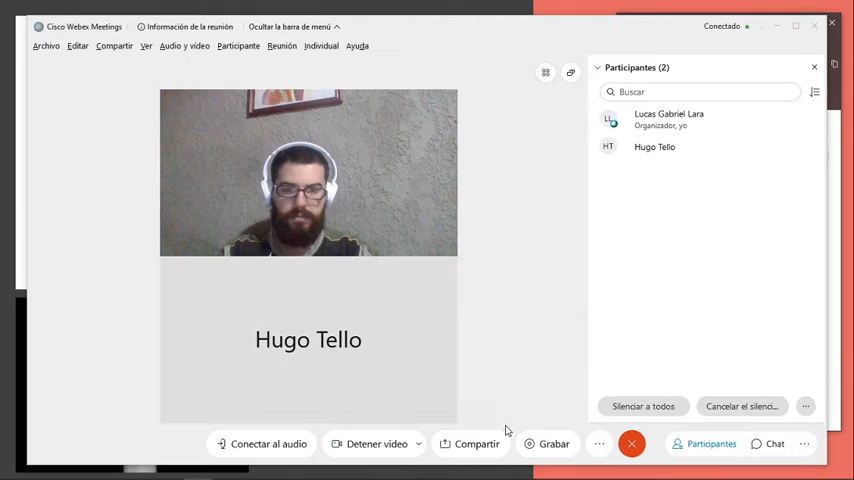 Cisco Webex Meetings
Información de la reunión
Ocultar la barra de menú
Conectado
Archivo Editar Compartir Ver Audio y vídeo Participante Reunión Individual Ayuda
Participantes (2)
Buscar
LL
Lucas Gabriel Lara
Organizador, yo
HT
Hugo Tello
Hugo Tello
Silenciar a todos
Cancelar el silenci...
Conectar al audio
Detener video
Compartir
Grabar
Participantes
Chat